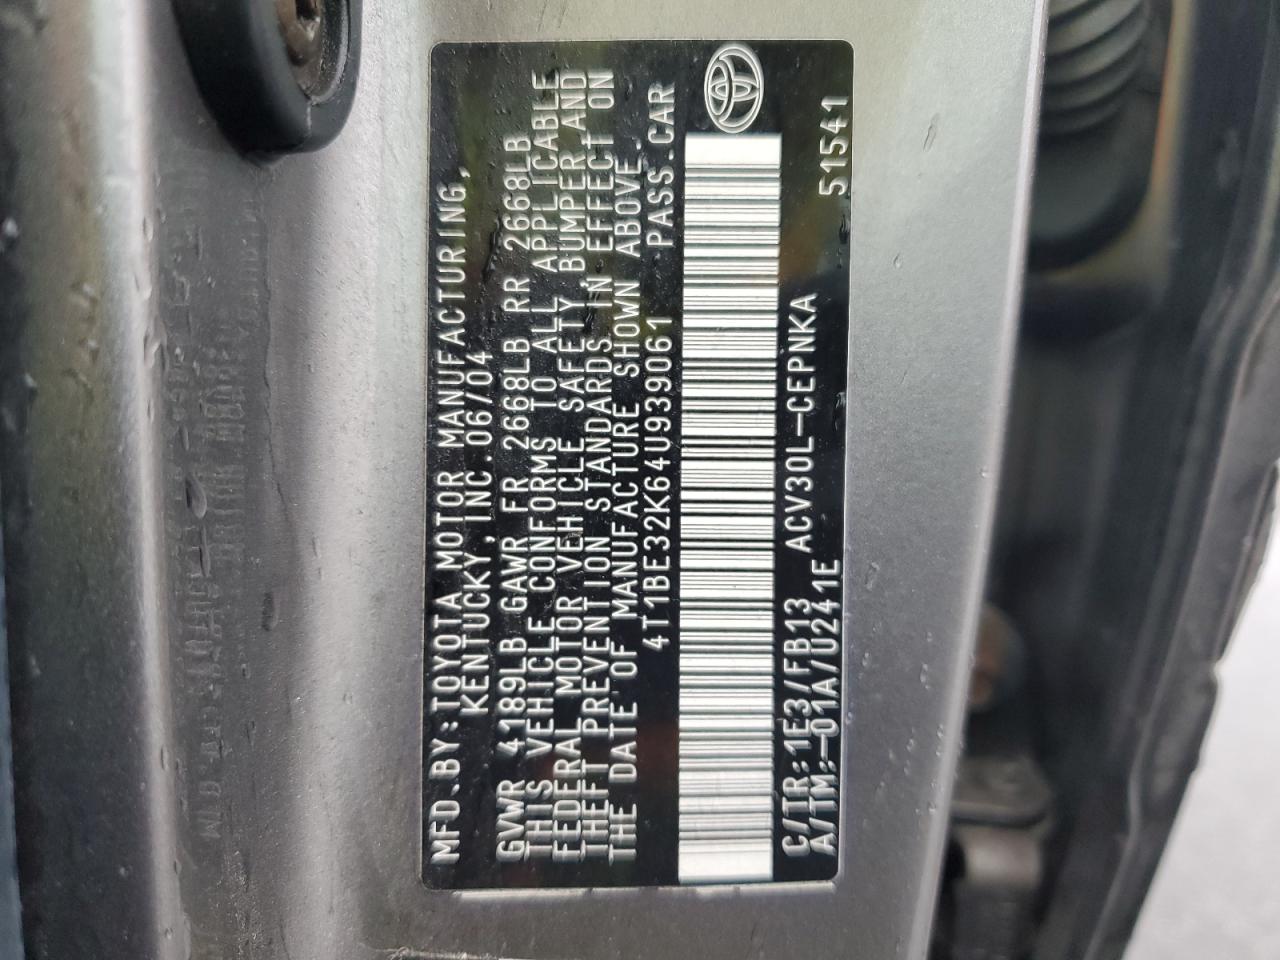 MFD.BY:TOYOTA MOTOR MANUFACTURING,
KENTUCKY,INC.06/04
GVWR 4189LB GAWR FR 2668LB RR 2668LB
THIS VEHICLE CONFORMS TO ALL APPLICABLE
FEDERAL MOTOR VEHICLE SAFETY, BUMPER AND
THEFT PREVENTION STANDARDS IN EFFECT ON
THE DATE OF MANUFACTURE SHOWN ABOVE.
4T1BE32K64U939061 PASS.CAR
C/TR:1E3/FB13 ACV30L-CEPNKA
A/TM:-01A/U241E 51541